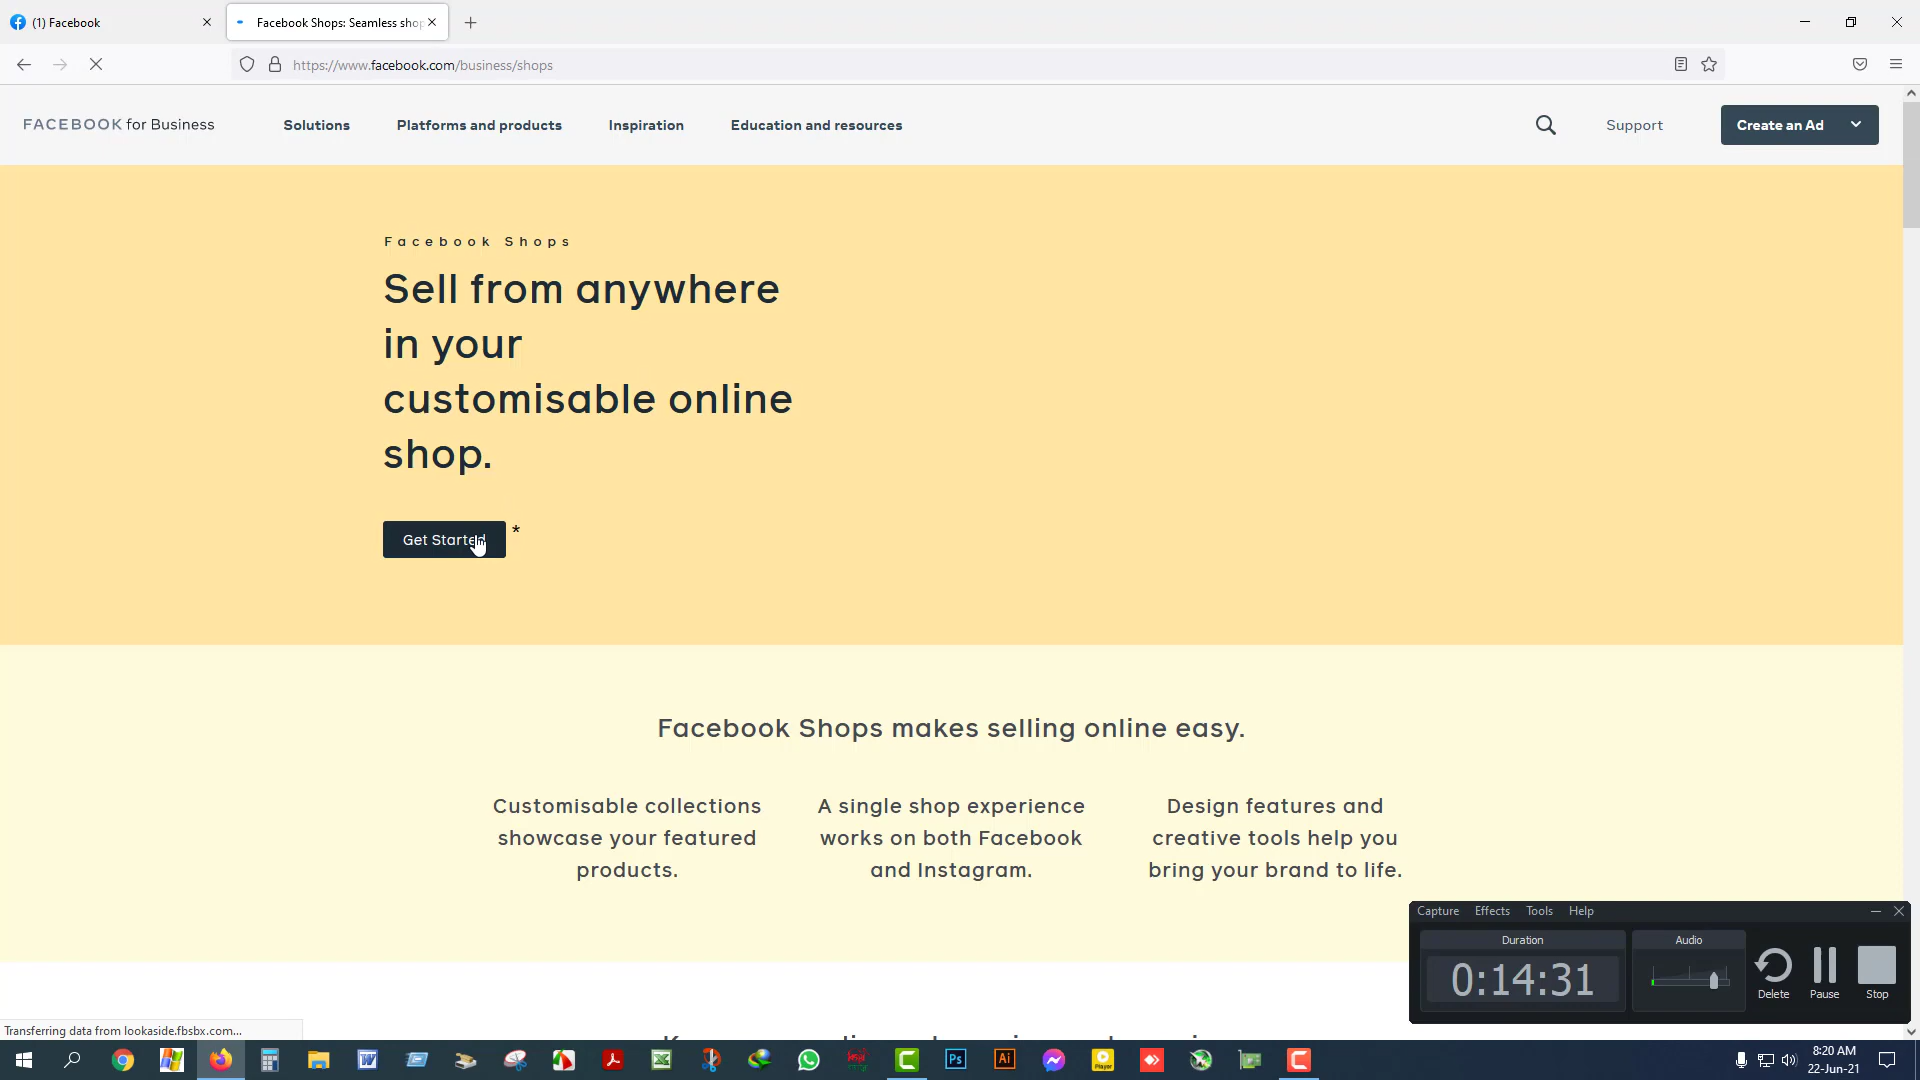 (1) Facebook
Facebook Shops: Seamless shop
https://www.facebook.com/business/shops
FACEBOOK for Business
Solutions
Platforms and products
Inspiration
Education and resources
Support
Create an Ad
Facebook Shops
Sell from anywhere
in your
customisable online
shop.
Get Started *
Facebook Shops makes selling online easy.
Customisable collections
showcase your featured
products.
A single shop experience
works on both Facebook
and Instagram.
Design features and
creative tools help you
bring your brand to life.
Capture Effects Tools Help
Duration
0:14:31
Audio
Delete
Pause
Stop
Transferring data from lookaside.fbsbx.com...
8:20 AM
22-Jun-21